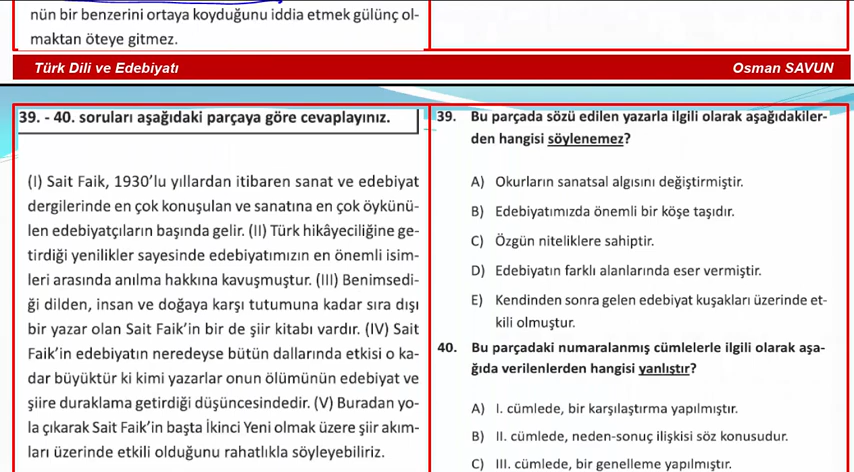 nün bir benzerini ortaya koyduğunu iddia etmek gülünç ol-
maktan öteye gitmez.
Türk Dili ve Edebiyatı
Osman SAVUN
39. - 40. soruları aşağıdaki parçaya göre cevaplayınız.
(I) Sait Faik, 1930’lu yıllardan itibaren sanat ve edebiyat
dergilerinde en çok konuşulan ve sanatına en çok öykünü-
len edebiyatçıların başında gelir. (II) Türk hikâyeciliğine ge-
tirdiği yenilikler sayesinde edebiyatımızın en önemli isim-
leri arasında anılma hakkına kavuşmuştur. (III) Benimsedi-
ği dilden, insan ve doğaya karşı tutumuna kadar sıra dışı
bir yazar olan Sait Faik’in bir de şiir kitabı vardır. (IV) Sait
Faik’in edebiyatın neredeyse bütün dallarında etkisi o ka-
dar büyüktür ki kimi yazarlar onun ölümünün edebiyat ve
şiire duraklama getirdiği düşüncesindedir. (V) Buradan yo-
la çıkarak Sait Faik’in başta İkinci Yeni olmak üzere şiir akım-
ları üzerinde etkili olduğunu rahatlıkla söyleyebiliriz.
39. Bu parçada sözü edilen yazarla ilgili olarak aşağıdakiler-
den hangisi söylenemez?
A) Okurların sanatsal algısını değiştirmiştir.
B) Edebiyatımızda önemli bir köşe taşıdır.
C) Özgün niteliklere sahiptir.
D) Edebiyatın farklı alanlarında eser vermiştir.
E) Kendinden sonra gelen edebiyat kuşakları üzerinde et-
kili olmuştur.
40. Bu parçadaki numaralanmış cümlelerle ilgili olarak aşa-
ğıda verilenlerden hangisi yanlıştır?
A) I. cümlede, bir karşılaştırma yapılmıştır.
B) II. cümlede, neden-sonuç ilişkisi söz konusudur.
C) III. cümlede, bir genelleme yapılmıştır.